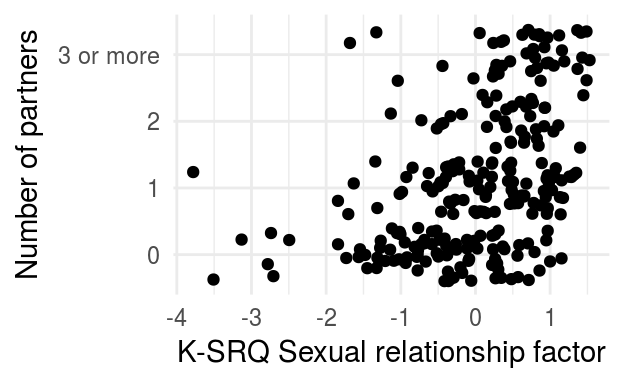 Number of partners
3 or more
2
1
0
-4 -3 -2 -1 0 1
K-SRQ Sexual relationship factor